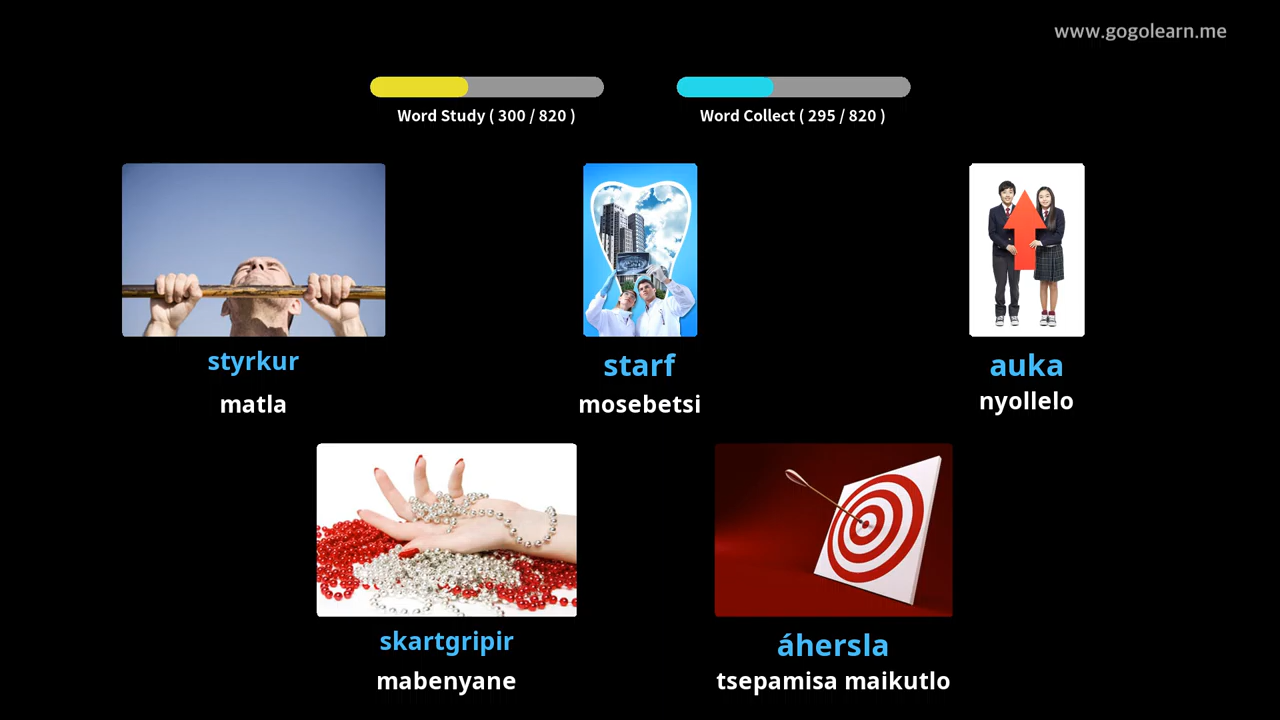 www.gogolearn.me
Word Study ( 300 / 820 )
Word Collect ( 295 / 820 )
styrkur
matla
starf
mosebetsi
auka
nyollelo
skartgripir
mabenyane
áhersla
tsepamisa maikutlo